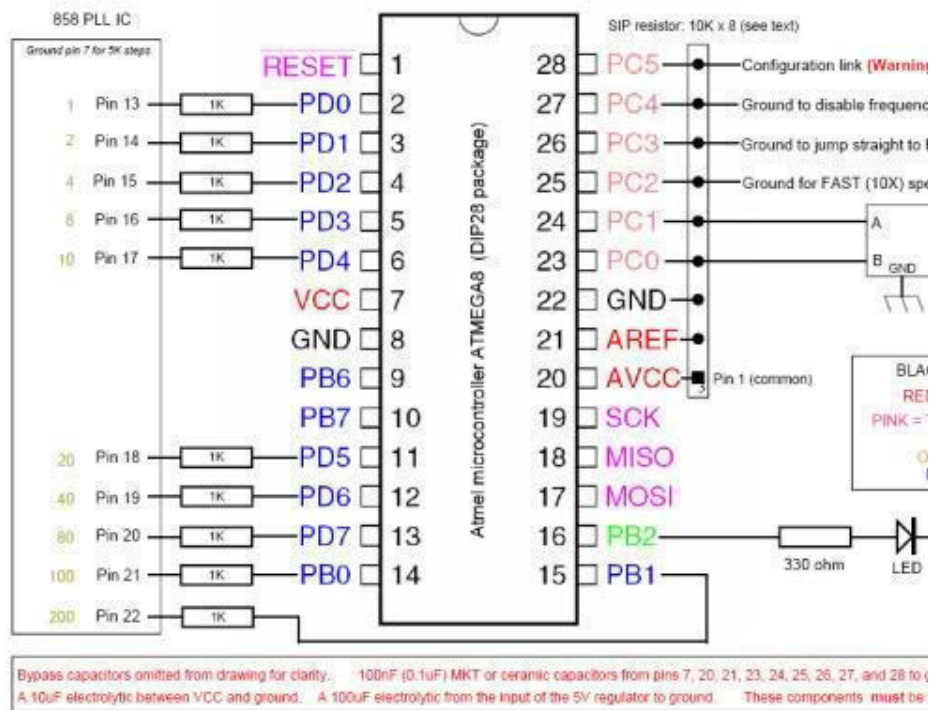 858 PLL IC
SIP resistor: 10K x 8 (see text)
Ground pin 7 for 5K steps
RESET 1
28 PC5 Configuration link (Warning
1 Pin 13 1K PD0 2
27 PC4 Ground to disable frequenc
2 Pin 14 1K PD1 3
26 PC3 Ground to jump straight to
4 Pin 15 1K PD2 4
25 PC2 Ground for FAST (10X) spe
8 Pin 16 1K PD3 5
24 PC1 A
10 Pin 17 1K PD4 6
23 PC0 B GND
VCC 7
22 GND
GND 8
21 AREF
PB6 9
20 AVCC Pin 1 (common)
PB7 10
19 SCK
20 Pin 18 1K PD5 11
18 MISO
40 Pin 19 1K PD6 12
17 MOSI
80 Pin 20 1K PD7 13
16 PB2 330 ohm LED
100 Pin 21 1K PB0 14
15 PB1
200 Pin 22 1K
Atmel microcontroller ATMEGA8 (DIP28 package)
BLA
RE
PINK =
Bypass capacitors omitted from drawing for clarity. 100nF (0.1uF) MKT or ceramic capacitors from pins 7, 20, 21, 23, 24, 25, 26, 27, and 28 to g
A 10uF electrolytic between VCC and ground. A 100uF electrolytic from the input of the 5V regulator to ground. These components must be